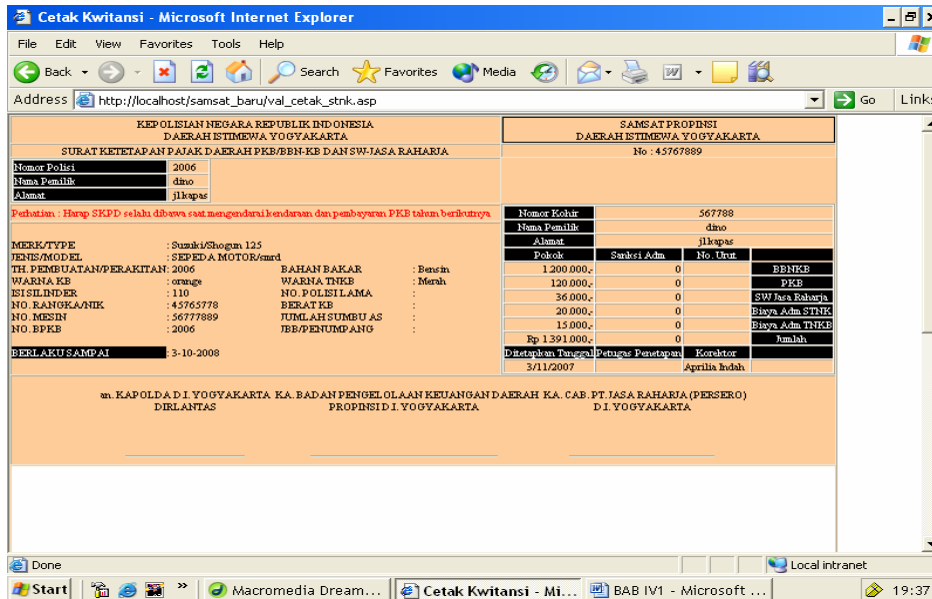 Cetak Kwitansi - Microsoft Internet Explorer
File Edit View Favorites Tools Help
Back Search Favorites Media
Address http://localhost/samsat_baru/val_cetak_stnk.asp Go Links
KEPOLISIAN NEGARA REPUBLIK INDONESIA
DAERAH ISTIMEWA YOGYAKARTA
SAMSAT PROPINSI
DAERAH ISTIMEWA YOGYAKARTA
SURAT KETETAPAN PAJAK DAERAH PKB/BBN-KB DAN SW-JASA RAHARJA
No : 45767889
Nomor Polisi 2006
Nama Pemilik dino
Alamat jlkapas
Perhatian : Harap SKPD selalu dibawa saat mengendarai kendaraan dan pembayaran PKB tahun berikutnya
MERK/TYPE : Suzuki/Shogun 125
JENIS/MODEL : SEPEDA MOTOR/smrd
TH. PEMBUATAN/PERAKITAN: 2006 BAHAN BAKAR : Bensin
WARNA KB : orange WARNA TNKB : Merah
ISI SILINDER : 110 NO. POLISI LAMA :
NO. RANGKA/NIK : 45765778 BERAT KB :
NO. MESIN : 56777889 JUMLAH SUMBU AS :
NO. BPKB : 2006 JBB/PENUMPANG :
BERLAKU SAMPAI : 3-10-2008
Nomor Kohir 567788
Nama Pemilik dino
Alamat jlkapas
Pokok Sanksi Adm No. Urut
1.200.000,- 0 BBNKB
120.000,- 0 PKB
36.000,- 0 SW Jasa Raharja
20.000,- 0 Biaya Adm STNK
15.000,- 0 Biaya Adm TNKB
Rp 1.391.000,- 0 Jumlah
Ditetapkan Tanggal Petugas Penetapan Korektor
3/11/2007 Aprilia Indah
an. KAPOLDA D.I. YOGYAKARTA KA. BADAN PENGELOLAAN KEUANGAN DAERAH KA. CAB. PT. JASA RAHARJA (PERSERO)
DIRLANTAS PROPINSI D.I. YOGYAKARTA D.I. YOGYAKARTA
Done Local intranet
Start » Macromedia Dream... Cetak Kwitansi - Mi... BAB IV1 - Microsoft ... 19:37